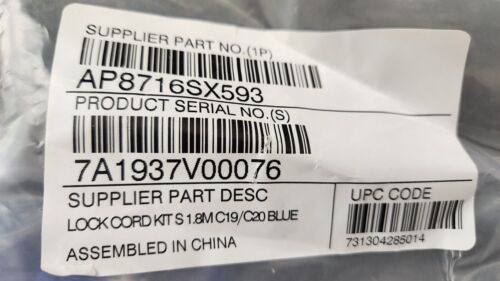 SUPPLIER PART NO.(1P)
AP8716SX593
PRODUCT SERIAL NO.(S)
7A1937V00076
SUPPLIER PART DESC
LOCK CORD KIT S 1.8M C19/C20 BLUE
ASSEMBLED IN CHINA
UPC CODE
731304285014